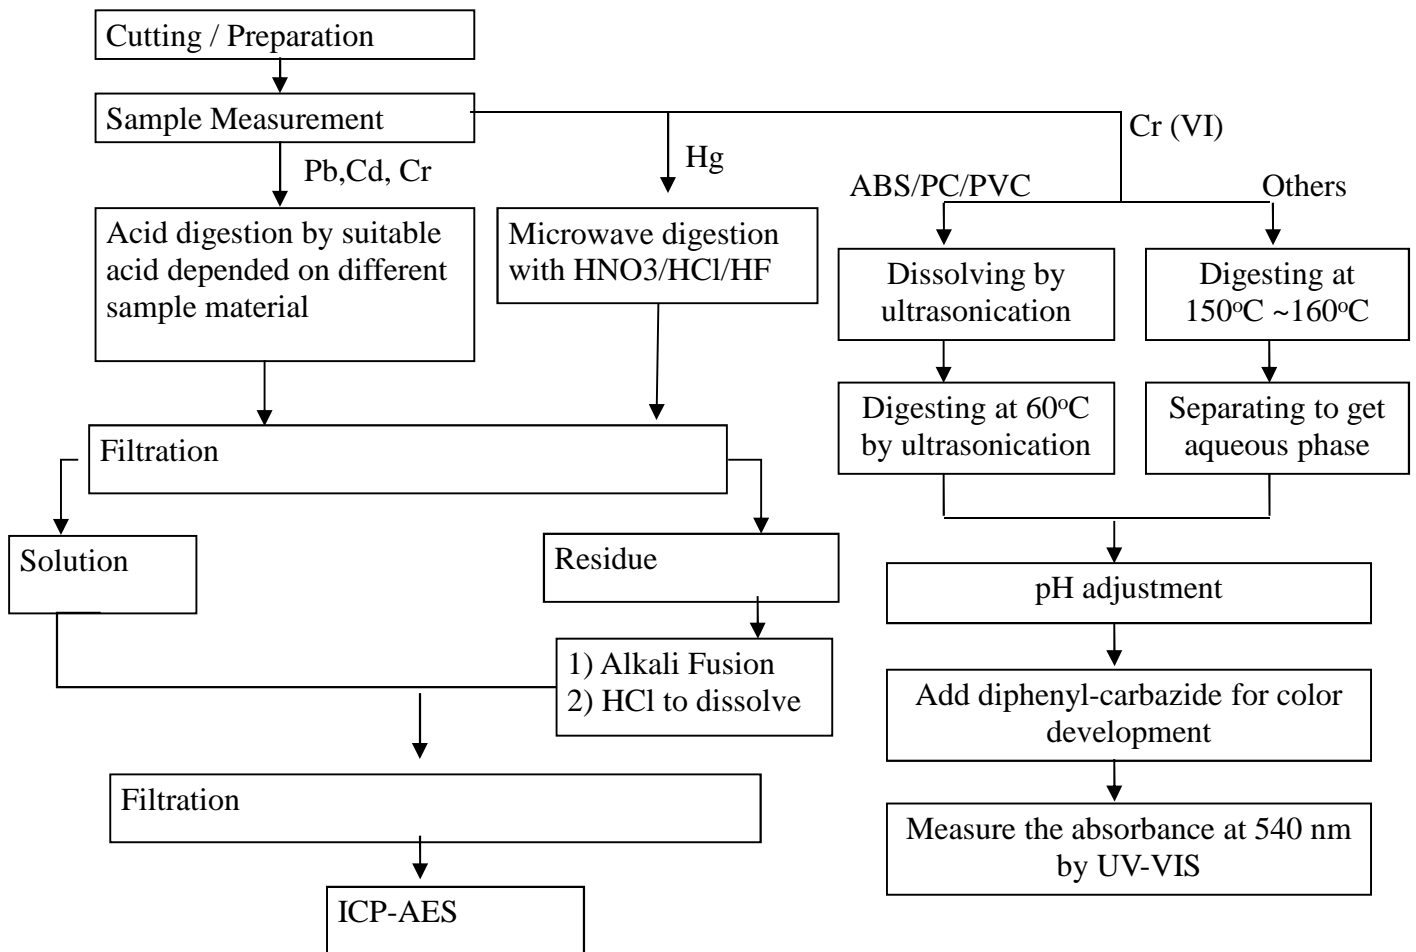 Cutting / Preparation
Sample Measurement
Pb,Cd, Cr
Hg
Cr (VI)
ABS/PC/PVC
Others
Acid digestion by suitable
acid depended on different
sample material
Microwave digestion
with HNO3/HCl/HF
Dissolving by
ultrasonication
Digesting at
150°C ~160°C
Digesting at 60°C
by ultrasonication
Separating to get
aqueous phase
Filtration
Solution
Residue
1) Alkali Fusion
2) HCl to dissolve
pH adjustment
Add diphenyl-carbazide for color
development
Filtration
Measure the absorbance at 540 nm
by UV-VIS
ICP-AES